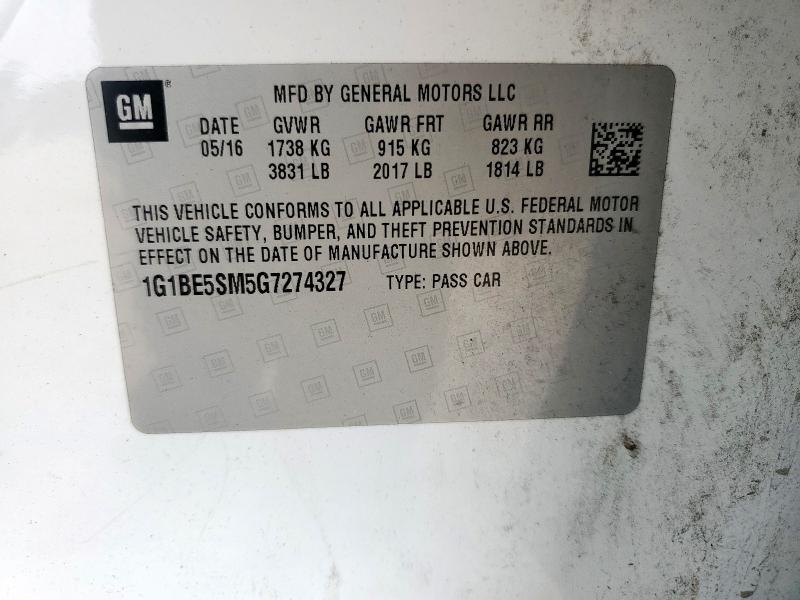 GM ®
MFD BY GENERAL MOTORS LLC
DATE GVWR GAWR FRT GAWR RR
05/16 1738 KG 915 KG 823 KG
3831 LB 2017 LB 1814 LB
THIS VEHICLE CONFORMS TO ALL APPLICABLE U.S. FEDERAL MOTOR
VEHICLE SAFETY, BUMPER, AND THEFT PREVENTION STANDARDS IN
EFFECT ON THE DATE OF MANUFACTURE SHOWN ABOVE.
1G1BE5SM5G7274327 TYPE: PASS CAR